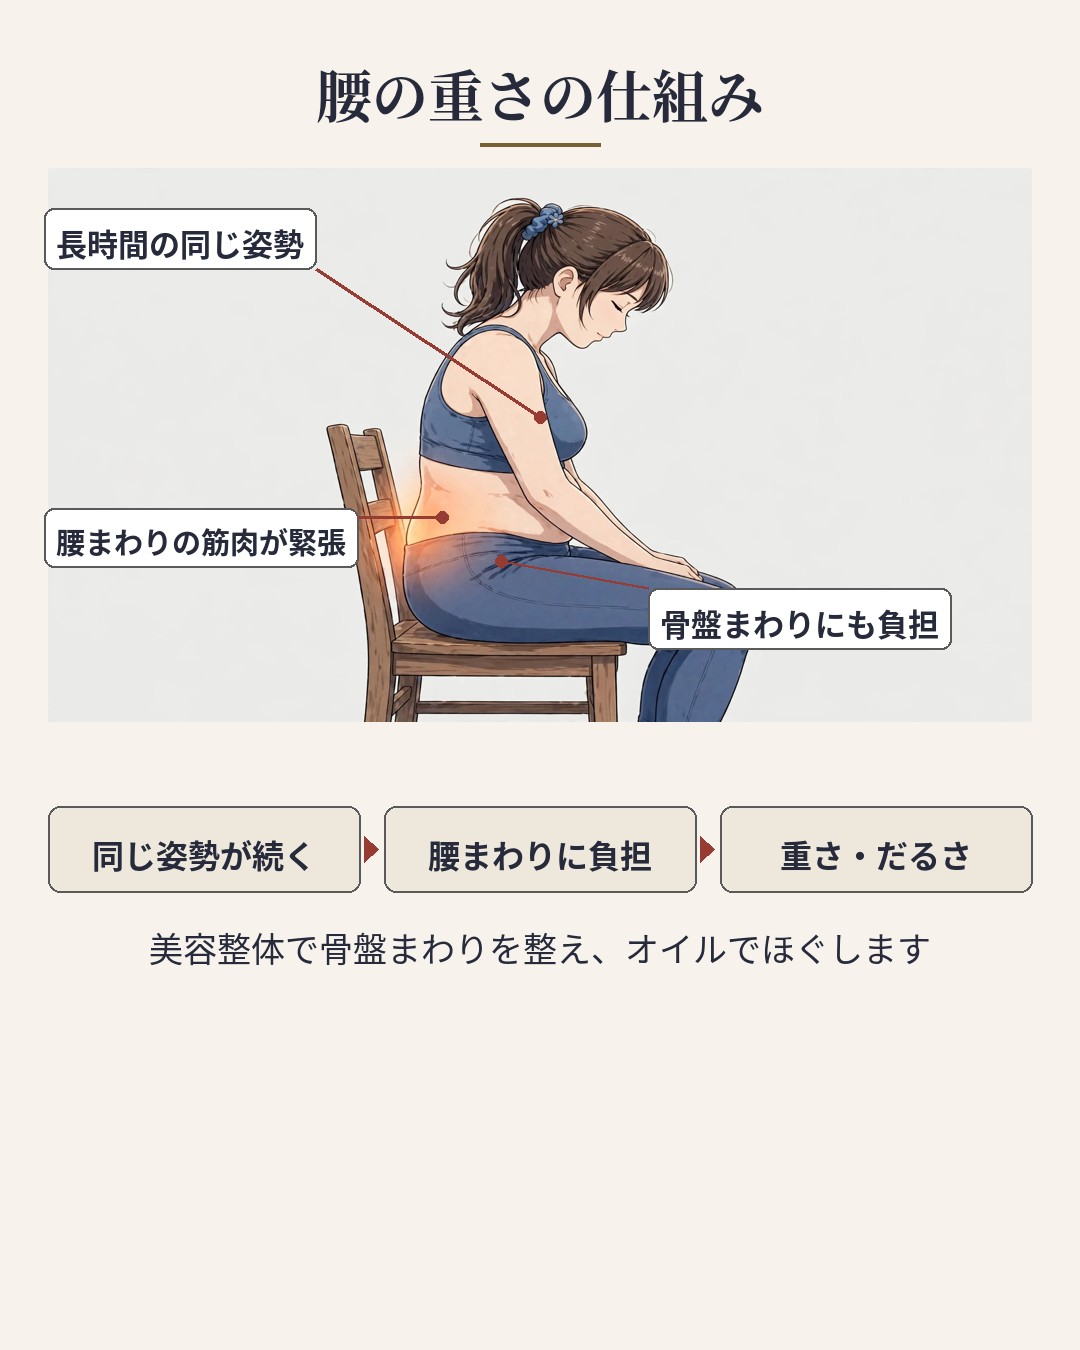 腰の重さの仕組み
長時間の同じ姿勢
腰まわりの筋肉が緊張
骨盤まわりにも負担
同じ姿勢が続く
腰まわりに負担
重さ・だるさ
美容整体で骨盤まわりを整え、オイルでほぐします